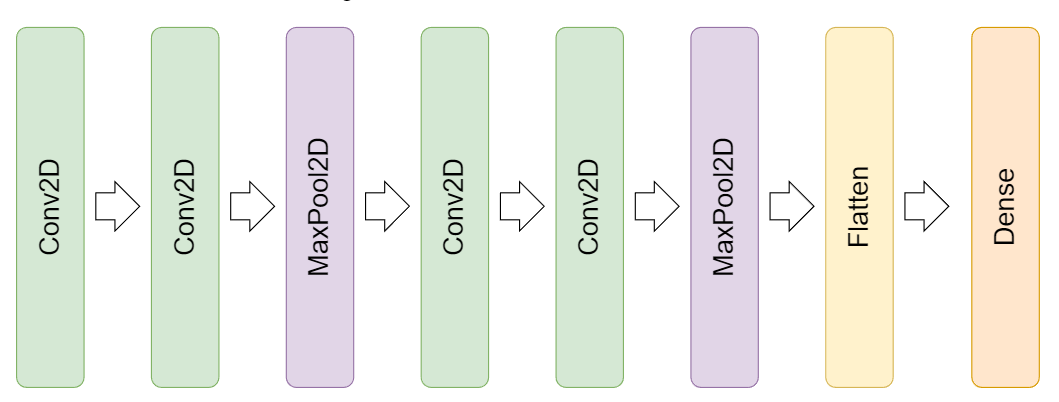 Conv2D
Conv2D
MaxPool2D
Conv2D
Conv2D
MaxPool2D
Flatten
Dense